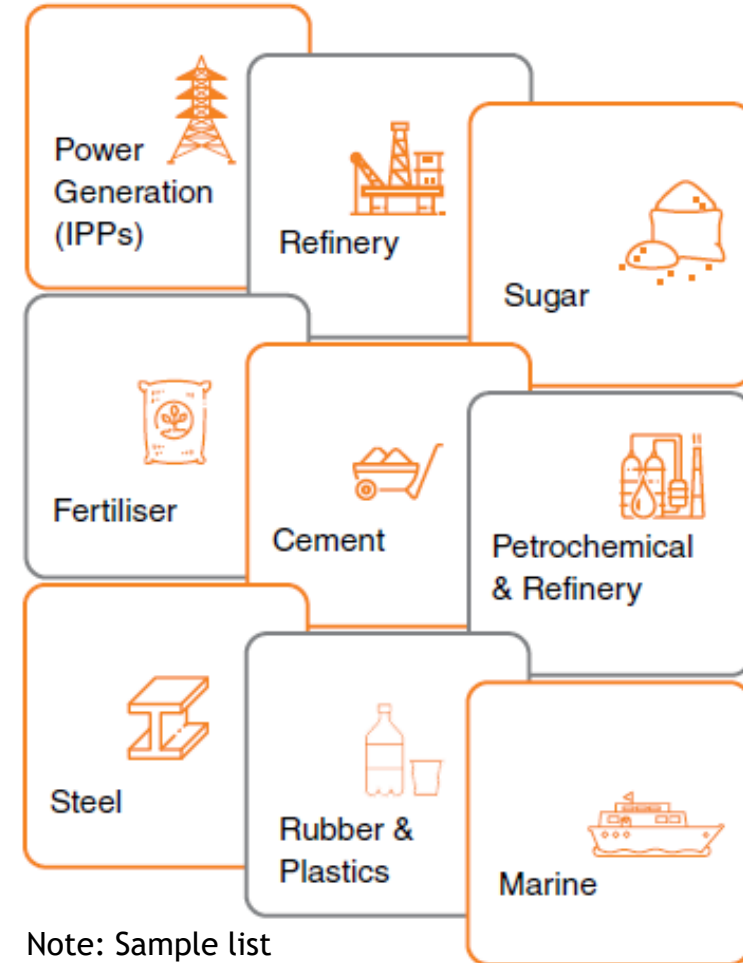 Power
Generation
(IPPs)
Refinery
Sugar
Fertiliser
Cement
Petrochemical
& Refinery
Steel
Rubber &
Plastics
Marine
Note: Sample list